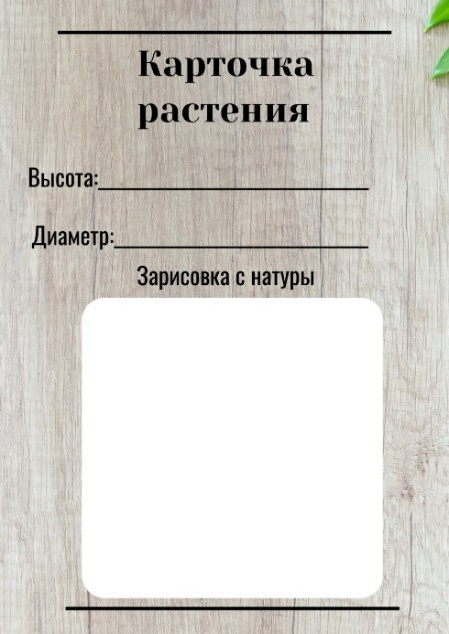 Карточка
растения
Высота:
Диаметр:
Зарисовка с натуры